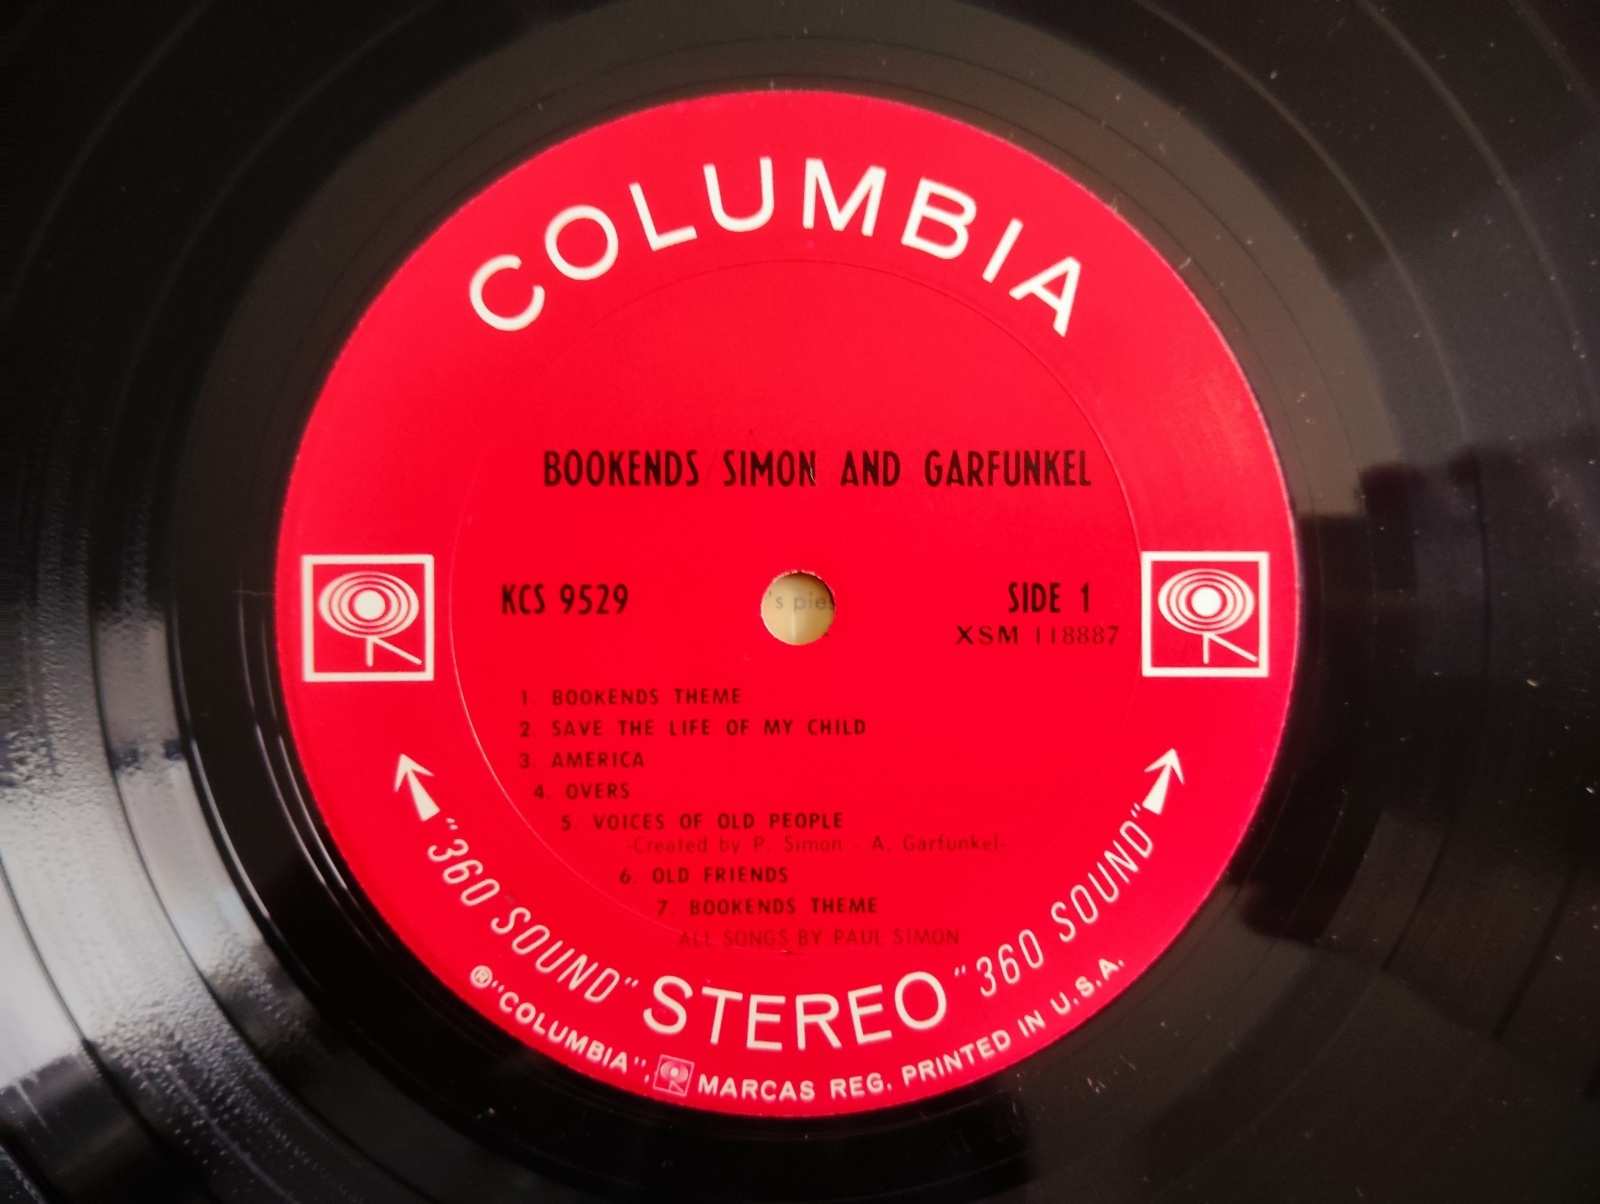 COLUMBIA
BOOKENDS/SIMON AND GARFUNKEL
KCS 9529
SIDE 1
XSM 118887
's pies
1. BOOKENDS THEME
2. SAVE THE LIFE OF MY CHILD
3. AMERICA
4. OVERS
5. VOICES OF OLD PEOPLE
-Created by P. Simon - A. Garfunkel-
6. OLD FRIENDS
7. BOOKENDS THEME
ALL SONGS BY PAUL SIMON
"360 SOUND" STEREO "360 SOUND"
®"COLUMBIA", MARCAS REG. PRINTED IN U.S.A.